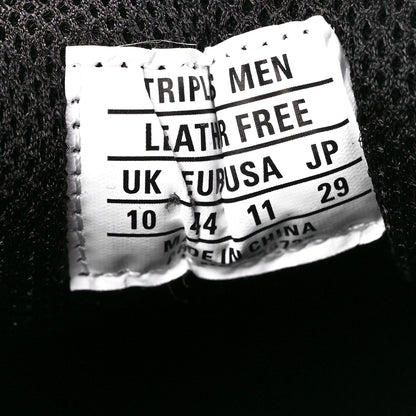 TRIPLS MEN
LEATHR FREE
UK EUR USA JP
10 44 11 29
MADE IN CHINA